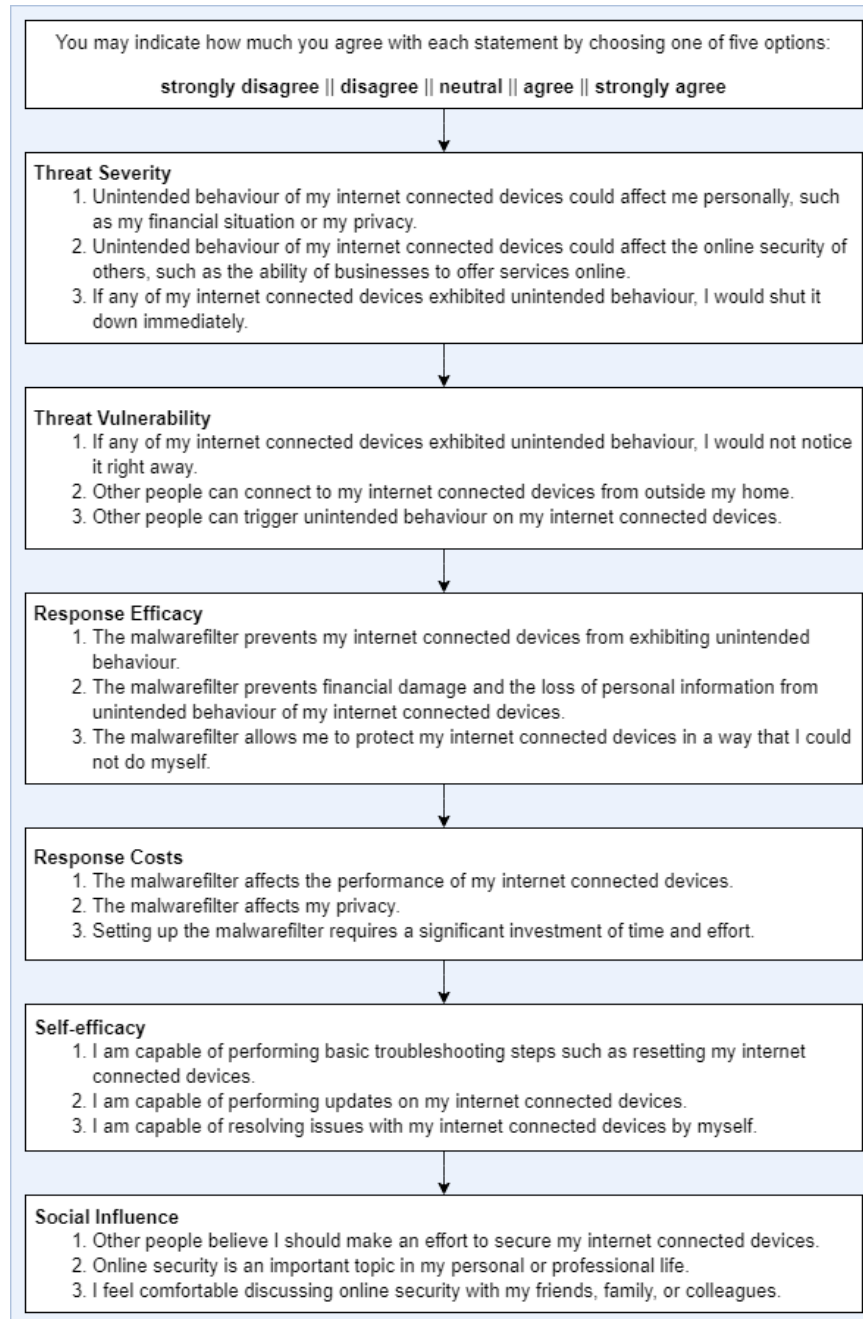 You may indicate how much you agree with each statement by choosing one of five options:
strongly disagree || disagree || neutral || agree || strongly agree
Threat Severity
1. Unintended behaviour of my internet connected devices could affect me personally, such
as my financial situation or my privacy.
2. Unintended behaviour of my internet connected devices could affect the online security of
others, such as the ability of businesses to offer services online.
3. If any of my internet connected devices exhibited unintended behaviour, I would shut it
down immediately.
Threat Vulnerability
1. If any of my internet connected devices exhibited unintended behaviour, I would not notice
it right away.
2. Other people can connect to my internet connected devices from outside my home.
3. Other people can trigger unintended behaviour on my internet connected devices.
Response Efficacy
1. The malwarefilter prevents my internet connected devices from exhibiting unintended
behaviour.
2. The malwarefilter prevents financial damage and the loss of personal information from
unintended behaviour of my internet connected devices.
3. The malwarefilter allows me to protect my internet connected devices in a way that I could
not do myself.
Response Costs
1. The malwarefilter affects the performance of my internet connected devices.
2. The malwarefilter affects my privacy.
3. Setting up the malwarefilter requires a significant investment of time and effort.
Self-efficacy
1. I am capable of performing basic troubleshooting steps such as resetting my internet
connected devices.
2. I am capable of performing updates on my internet connected devices.
3. I am capable of resolving issues with my internet connected devices by myself.
Social Influence
1. Other people believe I should make an effort to secure my internet connected devices.
2. Online security is an important topic in my personal or professional life.
3. I feel comfortable discussing online security with my friends, family, or colleagues.